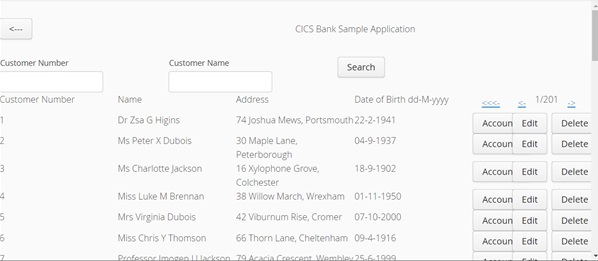 <---
CICS Bank Sample Application
Customer Number Customer Name
Search
Customer Number Name Address Date of Birth dd-M-yyyy <<<- <- 1/201 ->
1 Dr Zsa G Higins 74 Joshua Mews, Portsmouth 22-2-1941 Accoun Edit Delete
2 Ms Peter X Dubois 30 Maple Lane, 04-9-1937 Accoun Edit Delete
Peterborough
3 Ms Charlotte Jackson 16 Xylophone Grove, 18-9-1902 Accoun Edit Delete
Colchester
4 Miss Luke M Brennan 38 Willow March, Wrexham 01-11-1950 Accoun Edit Delete
5 Mrs Virginia Dubois 42 Viburnum Rise, Cromer 07-10-2000 Accoun Edit Delete
6 Miss Chris Y Thomson 66 Thorn Lane, Cheltenham 09-4-1916 Accoun Edit Delete
7 Professor Imogen U Jackson 79 Acacia Crescent, Wembley 25-6-1999 Accoun Edit Delete